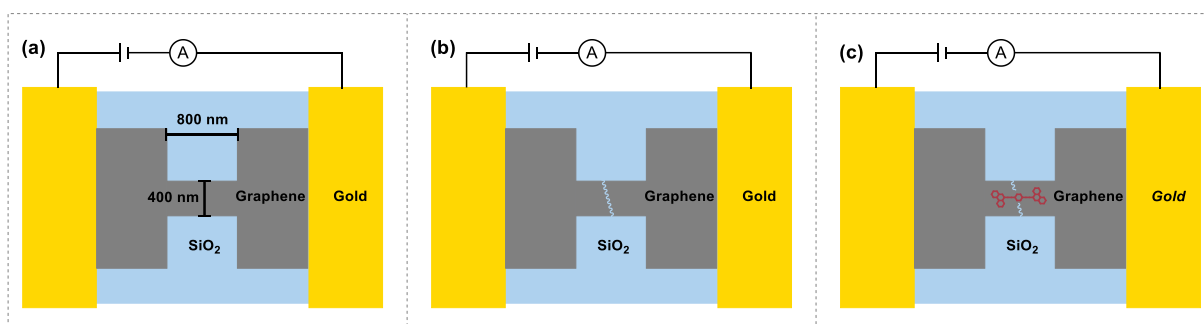 (a)
A
800 nm
400 nm
Graphene
Gold
SiO₂
(b)
A
Graphene
Gold
SiO₂
(c)
A
Graphene
Gold
SiO₂